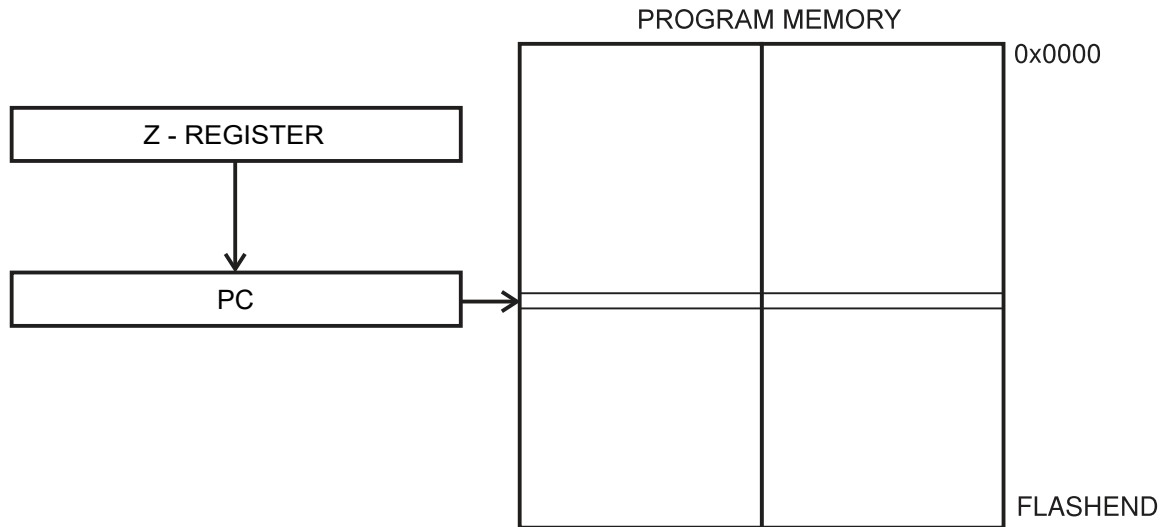 PROGRAM MEMORY
0x0000
Z - REGISTER
PC
FLASHEND